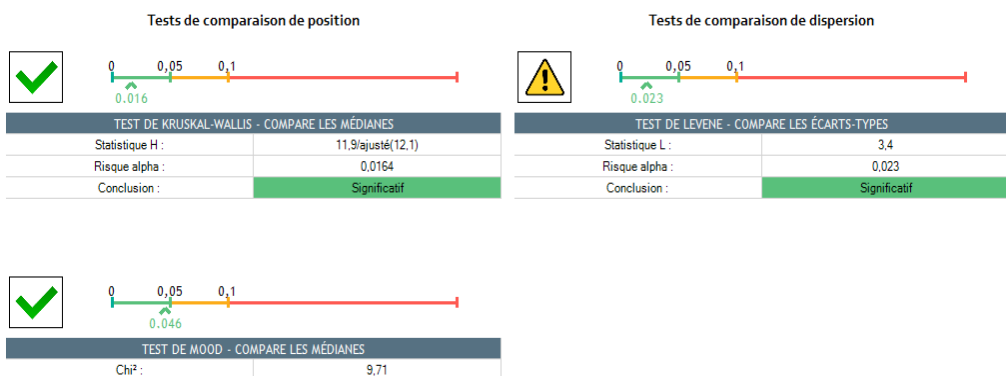 Tests de comparaison de position
0 0,05 0,1
0.016
TEST DE KRUSKAL-WALLIS - COMPARE LES MÉDIANES
Statistique H : 11,9/ajusté(12,1)
Risque alpha : 0,0164
Conclusion : Significatif
Tests de comparaison de dispersion
0 0,05 0,1
0.023
TEST DE LEVENE - COMPARE LES ÉCARTS-TYPES
Statistique L : 3,4
Risque alpha : 0,023
Conclusion : Significatif
0 0,05 0,1
0.046
TEST DE MOOD - COMPARE LES MÉDIANES
Chi² : 9,71